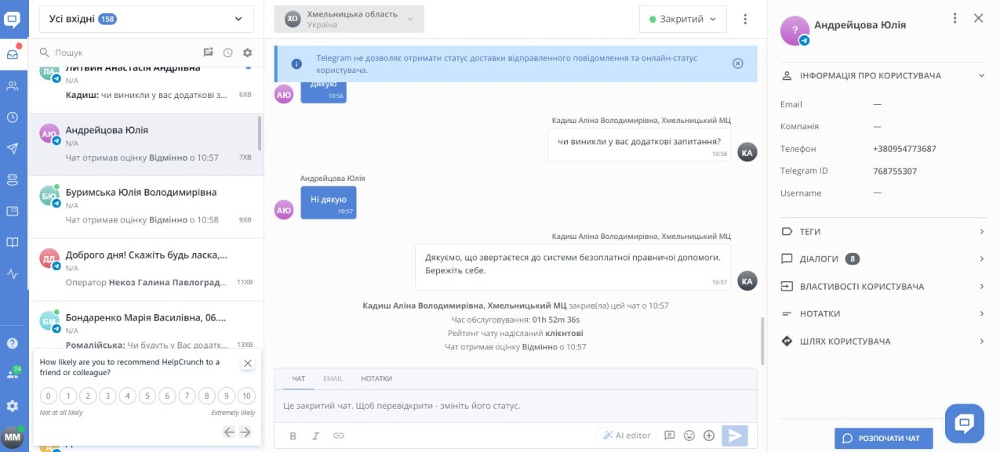 Усі вхідні 158
Пошук
ЛА
Литвин Анастасія Андріївна
N/A
Кадиш: чи виникли у вас додаткові з...
6ХВ
АЮ
Андрейцова Юлія
N/A
Чат отримав оцінку Відмінно о 10:57
7ХВ
БЮ
Буримська Юлія Володимирівна
N/A
Чат отримав оцінку Відмінно о 10:58
9ХВ
ДД
Доброго дня! Скажіть будь ласка,...
N/A
Оператор Некоз Галина Павлоград...
11ХВ
БМ
Бондаренко Марія Василівна, 06....
N/A
Ромалійська: Чи будуть у Вас додатк...
13ХВ
How likely are you to recommend HelpCrunch to a
friend or colleague?
0 1 2 3 4 5 6 7 8 9 10
Not at all likely
Extremely likely
74
ММ
ХО
Хмельницька область
Україна
Закритий
Telegram не дозволяє отримати статус доставки відправленного повідомлення та онлайн-статус
користувача.
Дякую
10:56
АЮ
Кадиш Аліна Володимирівна, Хмельницький МЦ
чи виникли у вас додаткові запитання?
10:56
КА
Андрейцова Юлія
Ні дякую
10:57
АЮ
Кадиш Аліна Володимирівна, Хмельницький МЦ
Дякуємо, що звертаєтеся до системи безоплатної правничої допомоги.
Бережіть себе.
10:57
КА
Кадиш Аліна Володимирівна, Хмельницький МЦ закрив(ла) цей чат о 10:57
Час обслуговування: 01h 52m 36s
Рейтинг чату надісланий клієнтові
Чат отримав оцінку Відмінно о 10:57
ЧАТ
EMAIL
НОТАТКИ
Це закритий чат. Щоб перевідкрити - змініть його статус.
B I
AI editor
?
Андрейцова Юлія
ІНФОРМАЦІЯ ПРО КОРИСТУВАЧА
Email —
Компанія —
Телефон +380954773687
Telegram ID 768755307
Username —
ТЕГИ
ДІАЛОГИ 8
ВЛАСТИВОСТІ КОРИСТУВАЧА
НОТАТКИ
ШЛЯХ КОРИСТУВАЧА
РОЗПОЧАТИ ЧАТ